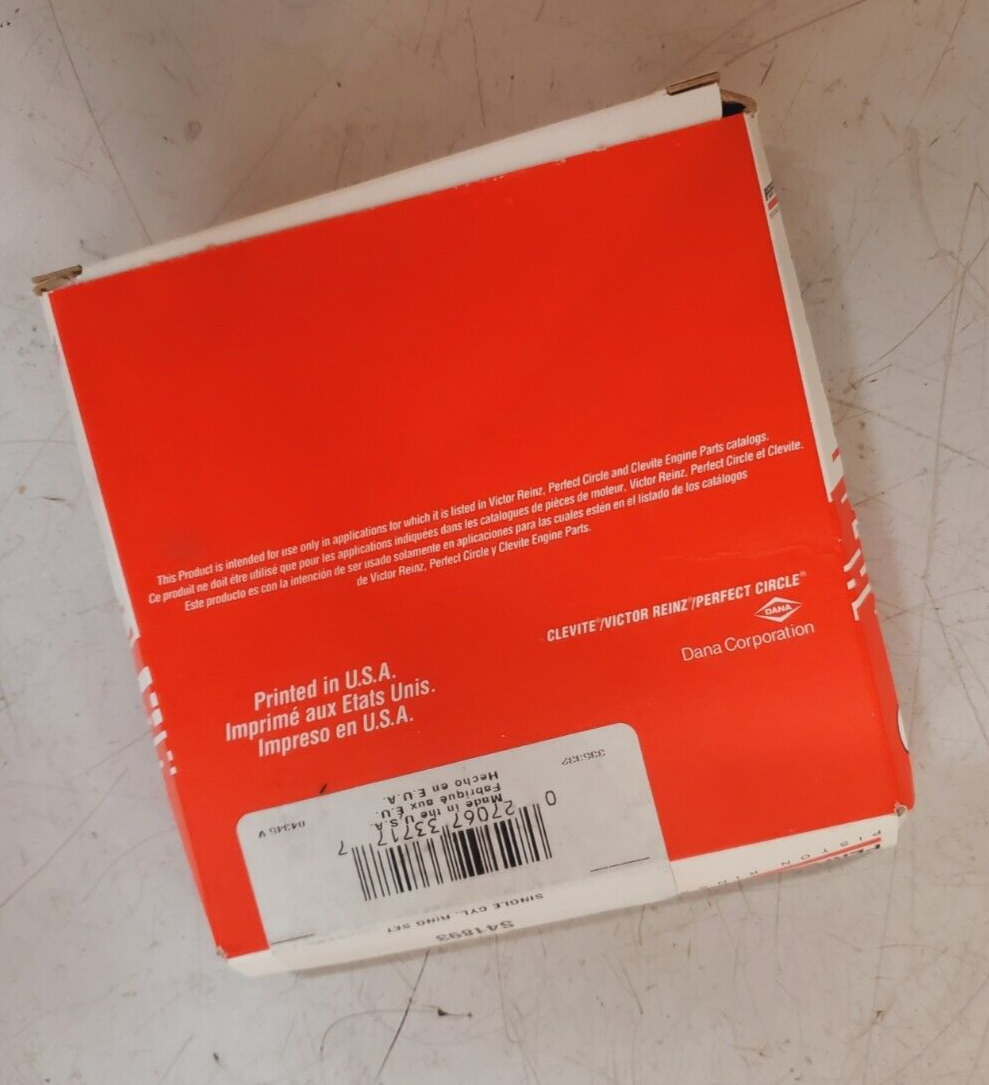 This Product is intended for use only in applications for which it is listed in Victor Reinz, Perfect Circle and Clevite Engine Parts catalogs.
Ce produit ne doit être utilisé que pour les applications indiquées dans les catalogues de pièces de moteur, Victor Reinz, Perfect Circle et Clevite.
Este producto es con la intención de ser usado solamente en aplicaciones para las cuales estén en el listado de los catálogos
de Victor Reinz, Perfect Circle y Clevite Engine Parts.
CLEVITE®/VICTOR REINZ®/PERFECT CIRCLE®
DANA
Dana Corporation
Printed in U.S.A.
Imprimé aux Etats Unis.
Impreso en U.S.A.
S41893
SINGLE CYL. RING SET
0 27067 33717 7
Made in the U.S.A.
Fabriqué aux E.U.
Hecho en E.U.A.
04345 V
PISTON RINGS